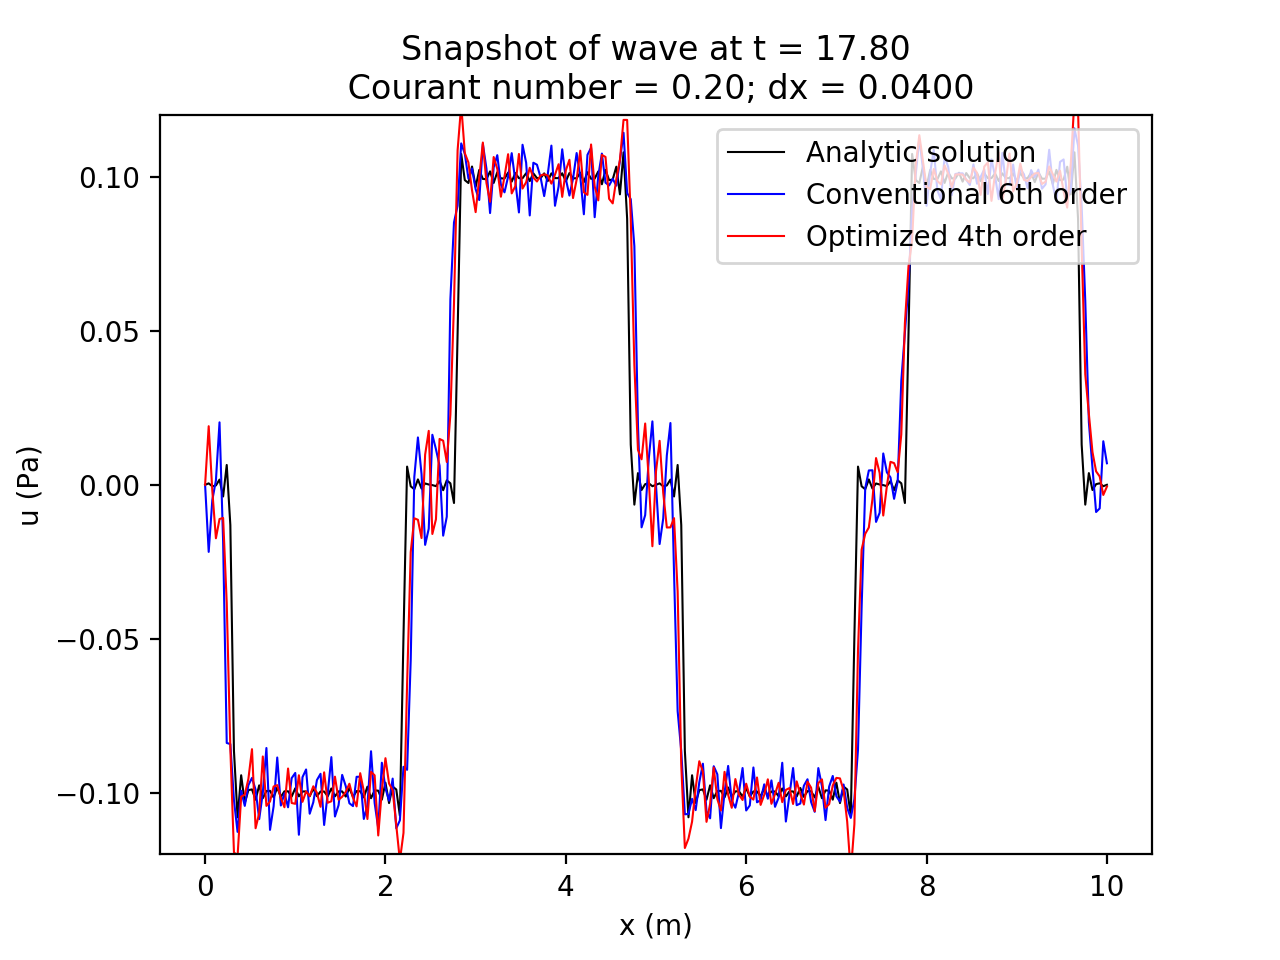 Snapshot of wave at t = 17.80
Courant number = 0.20; dx = 0.0400
Analytic solution
Conventional 6th order
Optimized 4th order
0.10
0.05
0.00
−0.05
−0.10
u (Pa)
0 2 4 6 8 10
x (m)